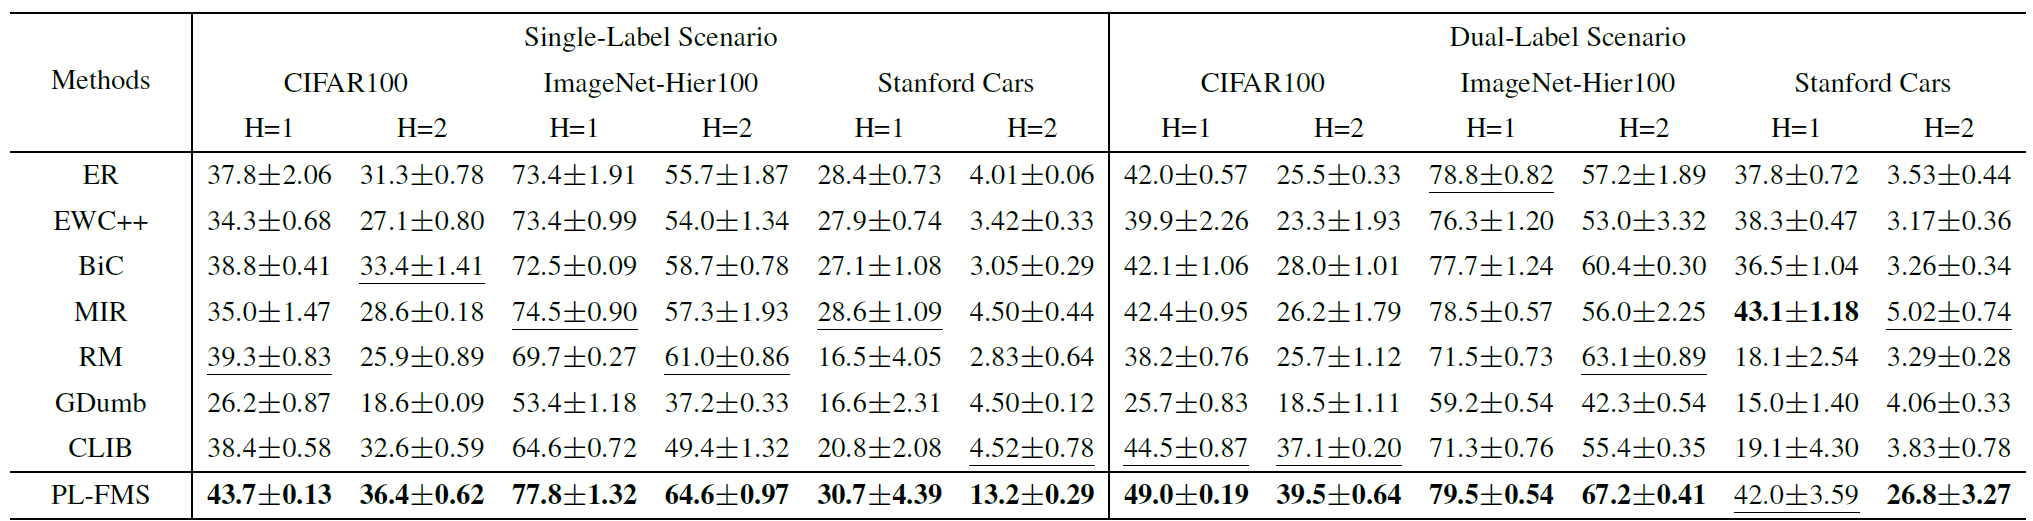 Single-Label Scenario Dual-Label Scenario
Methods CIFAR100 ImageNet-Hier100 Stanford Cars CIFAR100 ImageNet-Hier100 Stanford Cars
H=1 H=2 H=1 H=2 H=1 H=2 H=1 H=2 H=1 H=2 H=1 H=2
ER 37.8±2.06 31.3±0.78 73.4±1.91 55.7±1.87 28.4±0.73 4.01±0.06 42.0±0.57 25.5±0.33 78.8±0.82 57.2±1.89 37.8±0.72 3.53±0.44
EWC++ 34.3±0.68 27.1±0.80 73.4±0.99 54.0±1.34 27.9±0.74 3.42±0.33 39.9±2.26 23.3±1.93 76.3±1.20 53.0±3.32 38.3±0.47 3.17±0.36
BiC 38.8±0.41 33.4±1.41 72.5±0.09 58.7±0.78 27.1±1.08 3.05±0.29 42.1±1.06 28.0±1.01 77.7±1.24 60.4±0.30 36.5±1.04 3.26±0.34
MIR 35.0±1.47 28.6±0.18 74.5±0.90 57.3±1.93 28.6±1.09 4.50±0.44 42.4±0.95 26.2±1.79 78.5±0.57 56.0±2.25 43.1±1.18 5.02±0.74
RM 39.3±0.83 25.9±0.89 69.7±0.27 61.0±0.86 16.5±4.05 2.83±0.64 38.2±0.76 25.7±1.12 71.5±0.73 63.1±0.89 18.1±2.54 3.29±0.28
GDumb 26.2±0.87 18.6±0.09 53.4±1.18 37.2±0.33 16.6±2.31 4.50±0.12 25.7±0.83 18.5±1.11 59.2±0.54 42.3±0.54 15.0±1.40 4.06±0.33
CLIB 38.4±0.58 32.6±0.59 64.6±0.72 49.4±1.32 20.8±2.08 4.52±0.78 44.5±0.87 37.1±0.20 71.3±0.76 55.4±0.35 19.1±4.30 3.83±0.78
PL-FMS 43.7±0.13 36.4±0.62 77.8±1.32 64.6±0.97 30.7±4.39 13.2±0.29 49.0±0.19 39.5±0.64 79.5±0.54 67.2±0.41 42.0±3.59 26.8±3.27